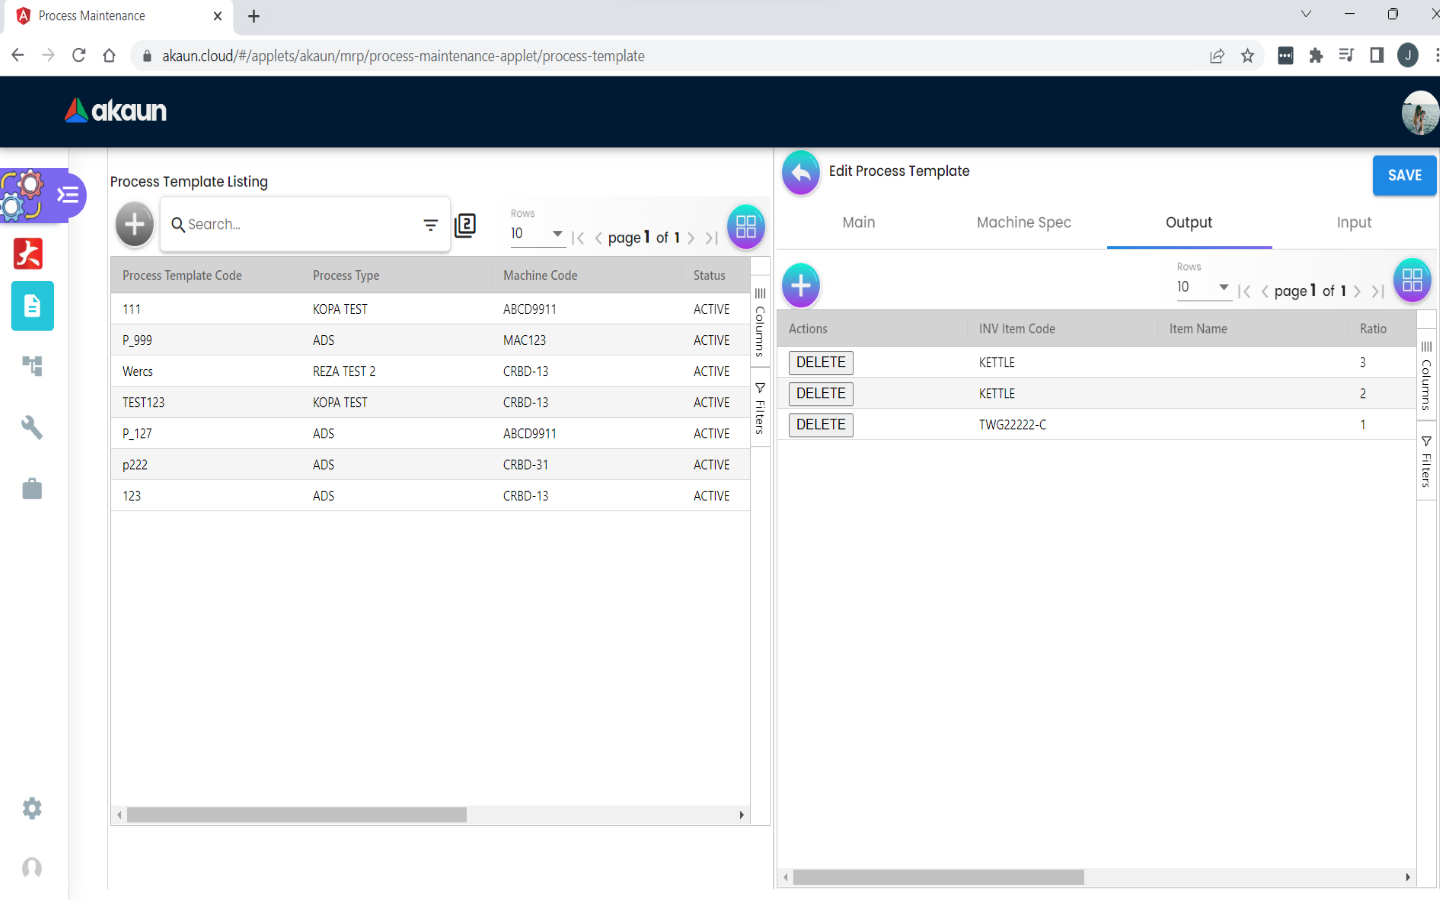 Process Maintenance
akaun.cloud/#/applets/akaun/mrp/process-maintenance-applet/process-template
J
akaun
Process Template Listing
Search...
2
Rows
10
page 1 of 1
Process Template Code Process Type Machine Code Status
111 KOPA TEST ABCD9911 ACTIVE
P_999 ADS MAC123 ACTIVE
Wercs REZA TEST 2 CRBD-13 ACTIVE
TEST123 KOPA TEST CRBD-13 ACTIVE
P_127 ADS ABCD9911 ACTIVE
p222 ADS CRBD-31 ACTIVE
123 ADS CRBD-13 ACTIVE
Columns
Filters
Edit Process Template
SAVE
Main Machine Spec Output Input
Rows
10
page 1 of 1
Actions INV Item Code Item Name Ratio
DELETE KETTLE 3
DELETE KETTLE 2
DELETE TWG22222-C 1
Columns
Filters